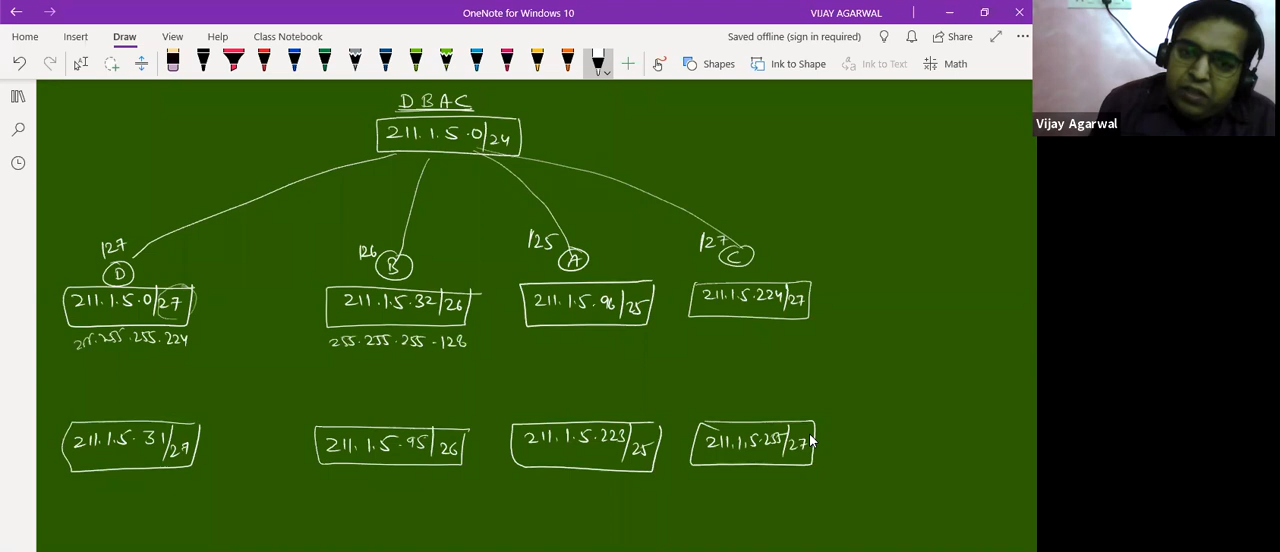 OneNote for Windows 10
VIJAY AGARWAL
Home
Insert
Draw
View
Help
Class Notebook
Saved offline (sign in required)
Share
Shapes
Ink to Shape
Ink to Text
Math
Vijay Agarwal
DBAC
211.1.5.0/24
/27
/26
/25
/27
D
B
A
C
211.1.5.0/27
211.1.5.32/26
211.1.5.96/25
211.1.5.224/27
255.255.224
255.255.255.128
211.1.5.31/27
211.1.5.95/26
211.1.5.223/25
211.1.5.255/27